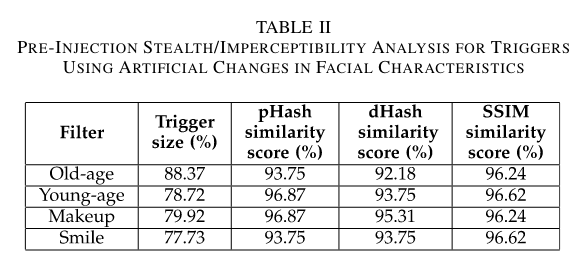 TABLE II
PRE-INJECTION STEALTH/IMPERCEPTIBILITY ANALYSIS FOR TRIGGERS
USING ARTIFICIAL CHANGES IN FACIAL CHARACTERISTICS
Filter | Trigger size (%) | pHash similarity score (%) | dHash similarity score (%) | SSIM similarity score (%)
Old-age | 88.37 | 93.75 | 92.18 | 96.24
Young-age | 78.72 | 96.87 | 93.75 | 96.62
Makeup | 79.92 | 96.87 | 95.31 | 96.24
Smile | 77.73 | 93.75 | 93.75 | 96.62